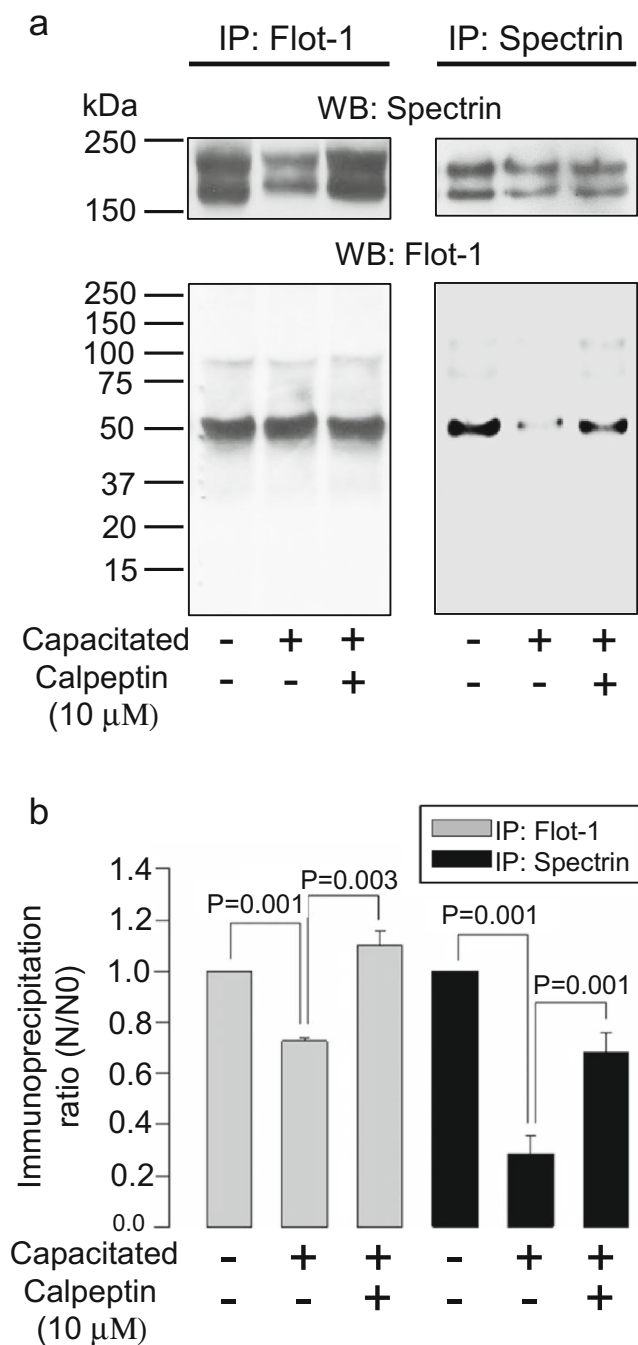 a
IP: Flot-1 IP: Spectrin
kDa WB: Spectrin
250
150
WB: Flot-1
250
150
100
75
50
37
20
15
Capacitated - + + - + +
Calpeptin - - + - - +
(10 μM)
b
IP: Flot-1
IP: Spectrin
Immunoprecipitation
ratio (N/N0)
1.4
1.2
1.0
0.8
0.6
0.4
0.2
0.0
P=0.001 P=0.003 P=0.001 P=0.001
Capacitated - + + - + +
Calpeptin - - + - - +
(10 μM)